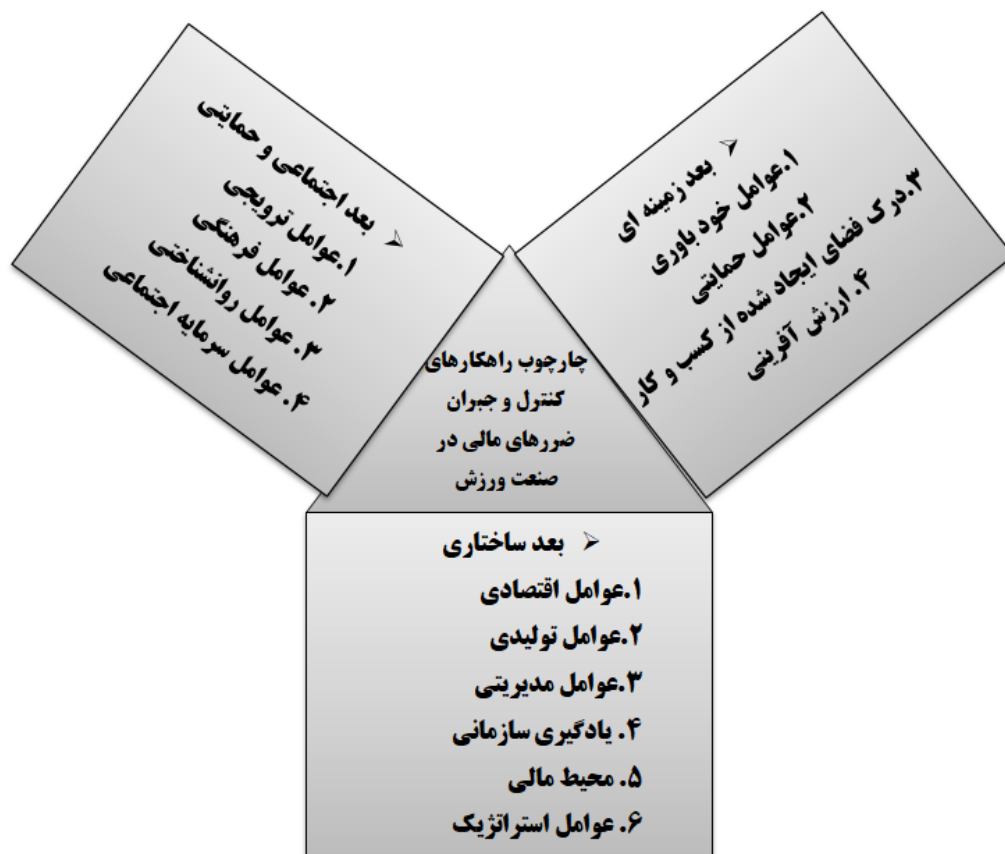 ➢ بعد زمینه ای
۱.عوامل خود باوری
۲.عوامل حمایتی
۳.درک فضای ایجاد شده از کسب و کار
۴. ارزش آفرینی
➢ بعد اجتماعی و حمایتی
۱.عوامل ترویجی
۲. عوامل فرهنگی
۳. عوامل روانشناختی
۴. عوامل سرمایه اجتماعی
چارچوب راهکارهای
کنترل و جبران
ضررهای مالی در
صنعت ورزش
➢ بعد ساختاری
۱.عوامل اقتصادی
۲.عوامل تولیدی
۳.عوامل مدیریتی
۴. یادگیری سازمانی
۵. محیط مالی
۶. عوامل استراتژیک